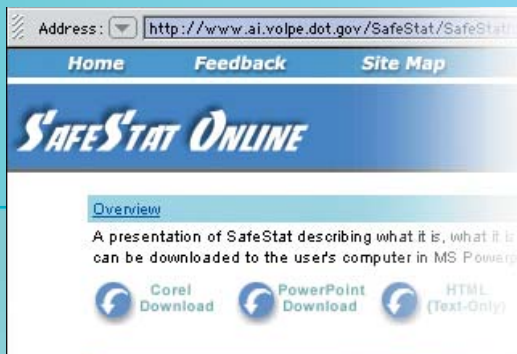 Address: http://www.ai.volpe.dot.gov/SafeStat/SafeStat
Home Feedback Site Map
SAFESTAT ONLINE
Overview
A presentation of SafeStat describing what it is, what it is
can be downloaded to the user's computer in MS Powerp
Corel PowerPoint HTML
Download Download (Text-Only)